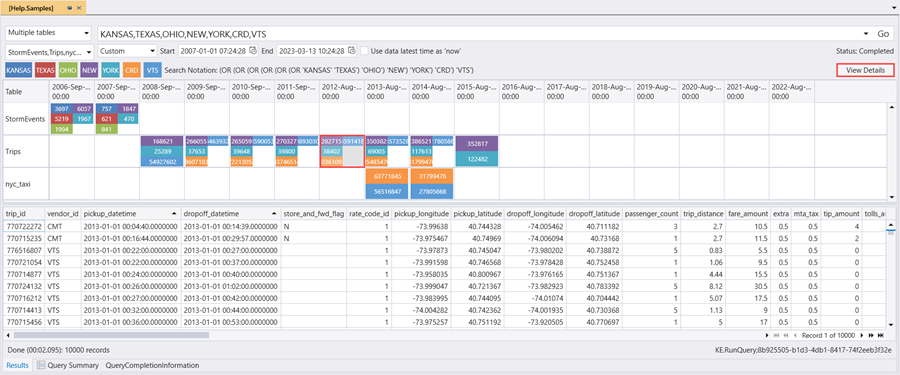 [Help.Samples]
Multiple tables KANSAS,TEXAS,OHIO,NEW,YORK,CRD,VTS Go
StormEvents,Trips,nyc... Custom Start 2007-01-01 07:24:28 End 2023-03-13 10:24:28 Use data latest time as 'now' Status: Completed
KANSAS TEXAS OHIO NEW YORK CRD VTS Search Notation: (OR (OR (OR (OR (OR (OR 'KANSAS' 'TEXAS') 'OHIO') 'NEW') 'YORK') 'CRD') 'VTS') View Details
Table 2006-Sep-... 2007-Sep-... 2008-Sep-... 2009-Sep-... 2010-Sep-... 2011-Sep-... 2012-Aug-... 2013-Aug-... 2014-Aug-... 2015-Aug-... 2016-Aug-... 2017-Aug-... 2018-Aug-... 2019-Aug-... 2020-Aug-... 2021-Aug-... 2022-Aug-...
00:00 00:00 00:00 00:00 00:00 00:00 00:00 00:00 00:00 00:00 00:00 00:00 00:00 00:00 00:00 00:00 00:00
3697 6057 757 1847
StormEvents 5219 1967 621 470
1994 841
168621 266055 265059 270327 282715 350382 386521 352817
Trips 25289 37653 39648 39800 38402 69005 117613
54927602 122482
nyc_taxi 63771845 31799476
56516847 27805868
trip_id vendor_id pickup_datetime dropoff_datetime store_and_fwd_flag rate_code_id pickup_longitude pickup_latitude dropoff_longitude dropoff_latitude passenger_count trip_distance fare_amount extra mta_tax tip_amount tolls_a
770722272 CMT 2013-01-01 00:04:40.0000000 2013-01-01 00:14:39.0000000 N 1 -73.99638 40.744328 -74.005462 40.711182 3 2.7 10.5 0.5 0.5 4
770715235 CMT 2013-01-01 00:16:44.0000000 2013-01-01 00:29:57.0000000 N 1 -73.975467 40.74969 -74.006094 40.73168 1 2.7 11.5 0.5 0.5 2
776516807 VTS 2013-01-01 00:22:00.0000000 2013-01-01 00:27:00.0000000 1 -73.97873 40.745047 -73.980202 40.738872 5 0.83 5.5 0.5 0.5
770721054 VTS 2013-01-01 00:22:00.0000000 2013-01-01 00:37:00.0000000 1 -73.991598 40.746568 -73.978428 40.752458 1 1.06 9.5 0.5 0.5
770714877 VTS 2013-01-01 00:24:00.0000000 2013-01-01 00:40:00.0000000 1 -73.958035 40.800967 -73.976165 40.751367 1 4.44 15.5 0.5 0.5
770724132 VTS 2013-01-01 00:26:00.0000000 2013-01-01 01:02:00.0000000 1 -73.999047 40.721367 -73.982923 40.783392 5 8.12 30.5 0.5 0.5
770716212 VTS 2013-01-01 00:27:00.0000000 2013-01-01 00:42:00.0000000 1 -73.983995 40.744095 -74.01074 40.704442 1 5.07 17.5 0.5 0.5
770714413 VTS 2013-01-01 00:32:00.0000000 2013-01-01 00:44:00.0000000 1 -74.004282 40.742362 -74.001935 40.730368 5 1.13 9 0.5 0.5
770715456 VTS 2013-01-01 00:36:00.0000000 2013-01-01 00:53:00.0000000 1 -73.975257 40.751192 -73.920505 40.770697 1 5 17 0.5 0.5
Record 1 of 10000
Done (00:02.095): 10000 records KE.RunQuery;8b925505-b1d3-4db1-8417-74f2eeb3f32e
Results Query Summary QueryCompletionInformation